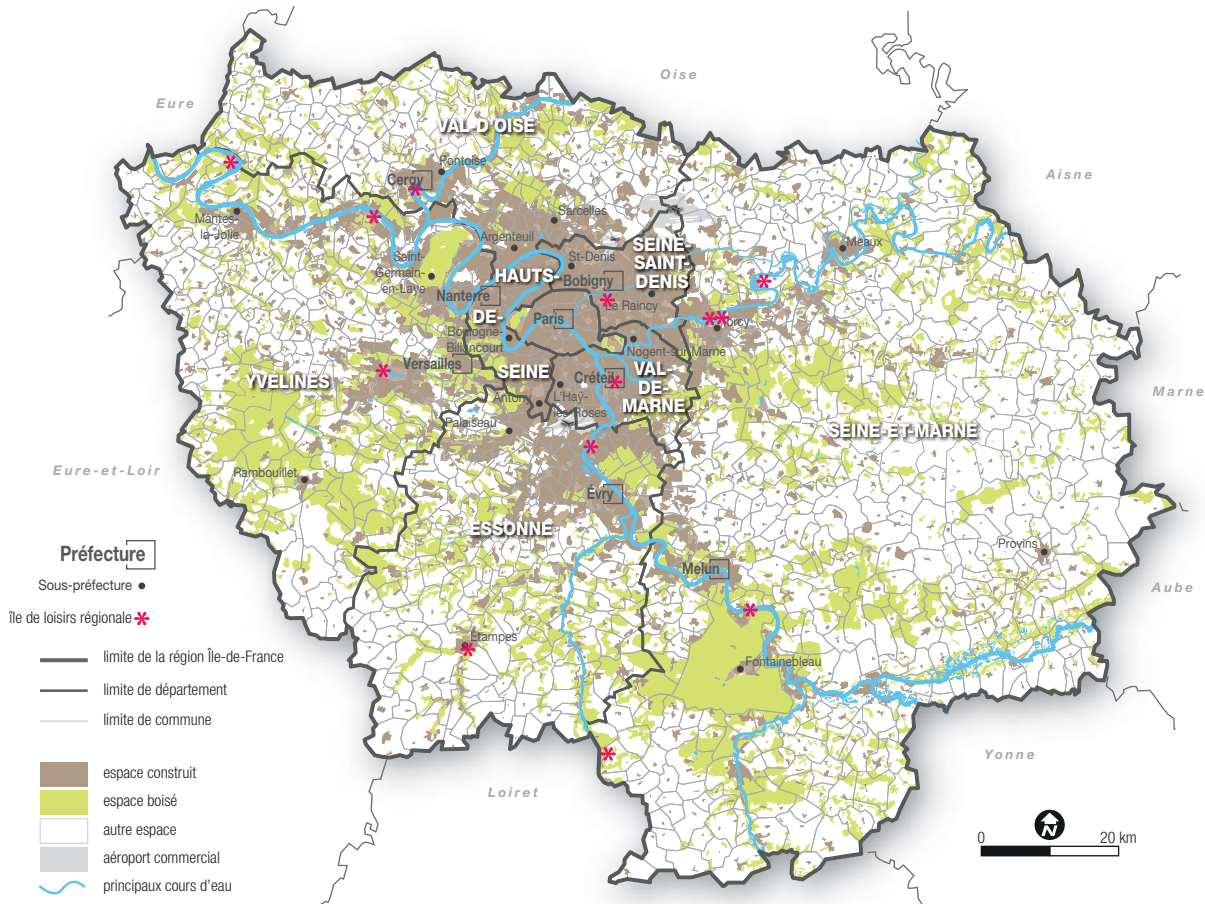 Oise
Eure
VAL-D'OISE
Pontoise
Cergy
Aisne
Mantes-
la-Jolie
Sarcelles
Argenteuil
SEINE-
SAINT-
DENIS
Meaux
St-Denis
Saint-
Germain-
en-Laye
HAUTS-
Bobigny
Nanterre
Le Raincy
DE-
Paris
Torcy
Boulogne-
Billancourt
Nogent-sur-Marne
Versailles
SEINE
VAL
DE-
MARNE
Créteil
YVELINES
Marne
Antony
L'Haÿ-
les-Roses
Palaiseau
SEINE-ET-MARNE
Eure-et-Loir
Rambouillet
Évry
ESSONNE
Provins
Préfecture
Melun
Sous-préfecture
Aube
île de loisirs régionale
Étampes
Fontainebleau
limite de la région Île-de-France
limite de département
limite de commune
Yonne
espace construit
Loiret
espace boisé
autre espace
N
0 20 km
aéroport commercial
principaux cours d'eau